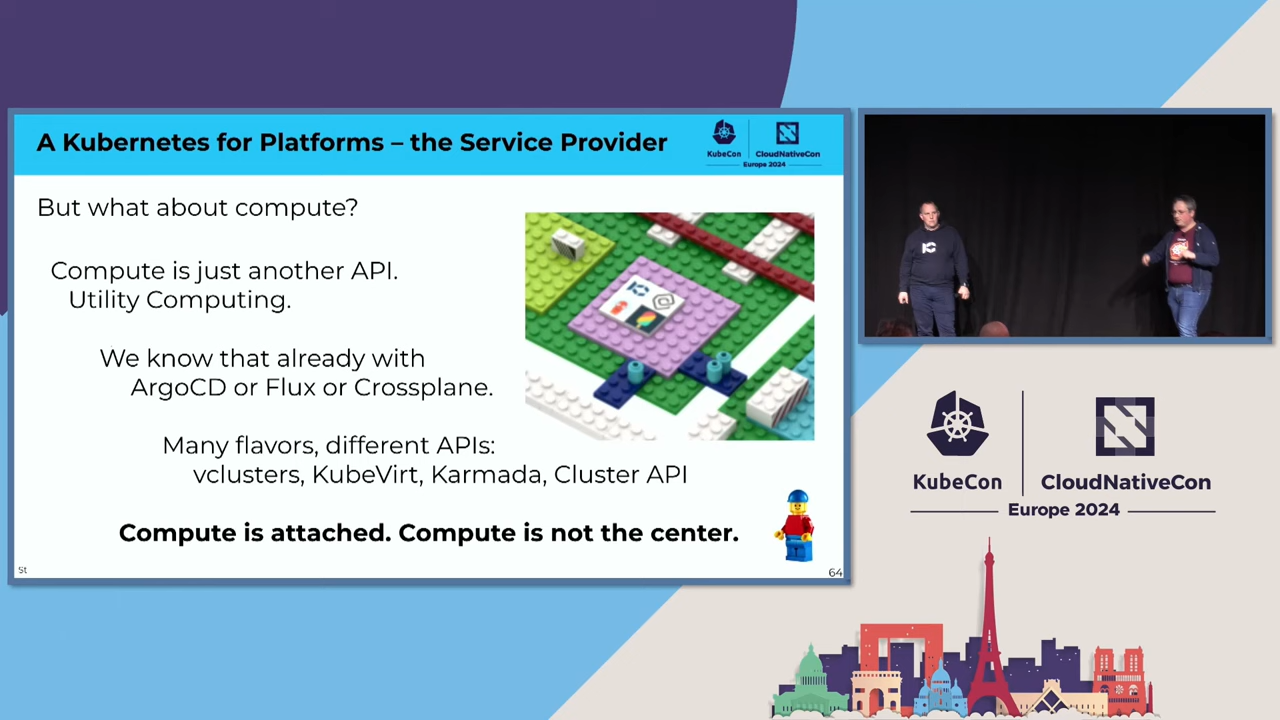 A Kubernetes for Platforms – the Service Provider
KubeCon
CloudNativeCon
Europe 2024
But what about compute?
Compute is just another API.
Utility Computing.
We know that already with
ArgoCD or Flux or Crossplane.
Many flavors, different APIs:
vclusters, KubeVirt, Karmada, Cluster API
Compute is attached. Compute is not the center.
St
64
KubeCon
CloudNativeCon
Europe 2024